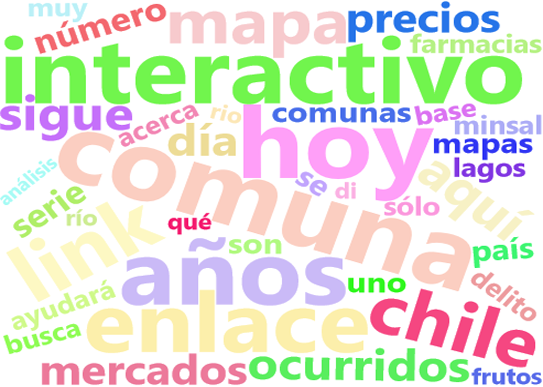 muy
número
mapa
precios
farmacias
interactivo
sigue
acerca
río
comunas
base
minsal
día
hoy
mapas
lagos
análisis
comuna
se
di
sólo
aquí
serie
río
qué
link
son
país
años
uno
delito
ayudará
enlace
chile
busca
mercados
ocurridos
frutos